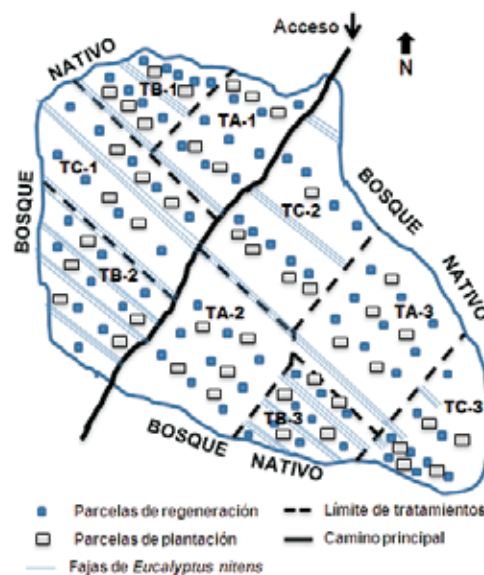 Acceso
N
NATIVO
TB-1
TA-1
BOSQUE
TC-1
TC-2
BOSQUE
NATIVO
TB-2
TA-2
TA-3
TB-3
TC-3
BOSQUE
NATIVO
Parcelas de regeneración
Límite de tratamientos
Parcelas de plantación
Camino principal
Fajas de Eucalyptus nitens